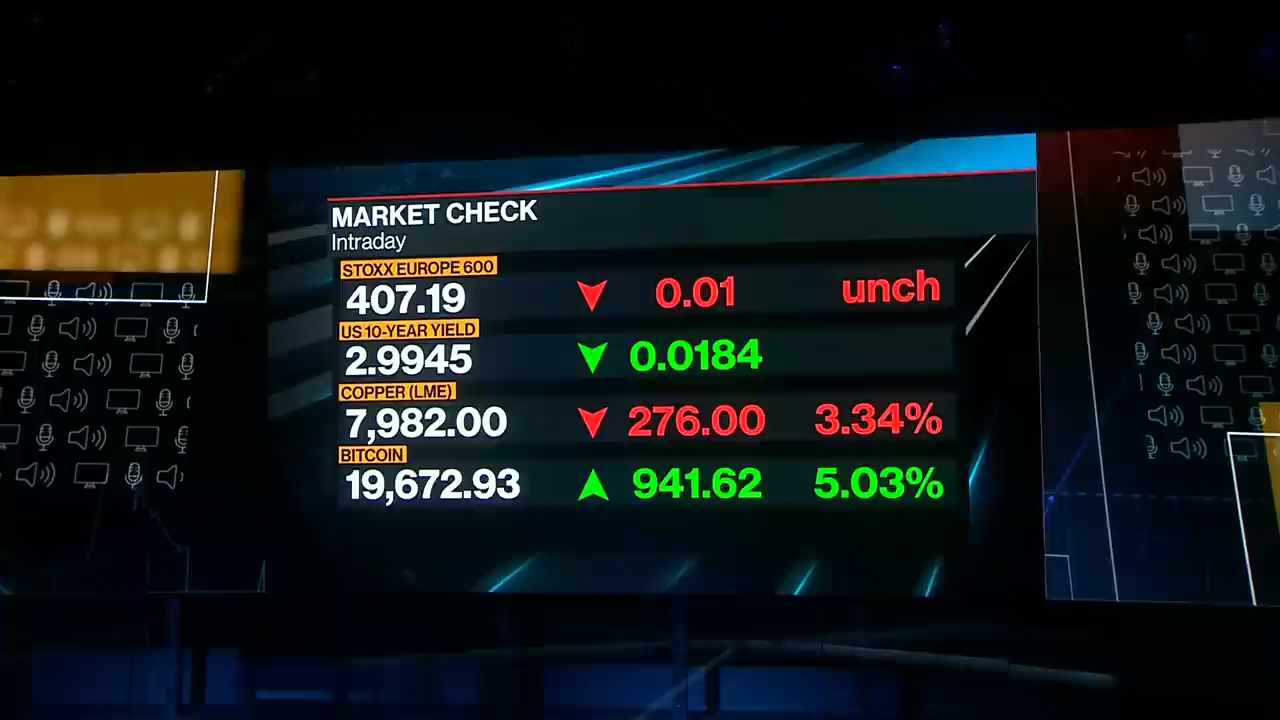 MARKET CHECK
Intraday
STOXX EUROPE 600
407.19 0.01 unch
US 10-YEAR YIELD
2.9945 0.0184
COPPER (LME)
7,982.00 276.00 3.34%
BITCOIN
19,672.93 941.62 5.03%